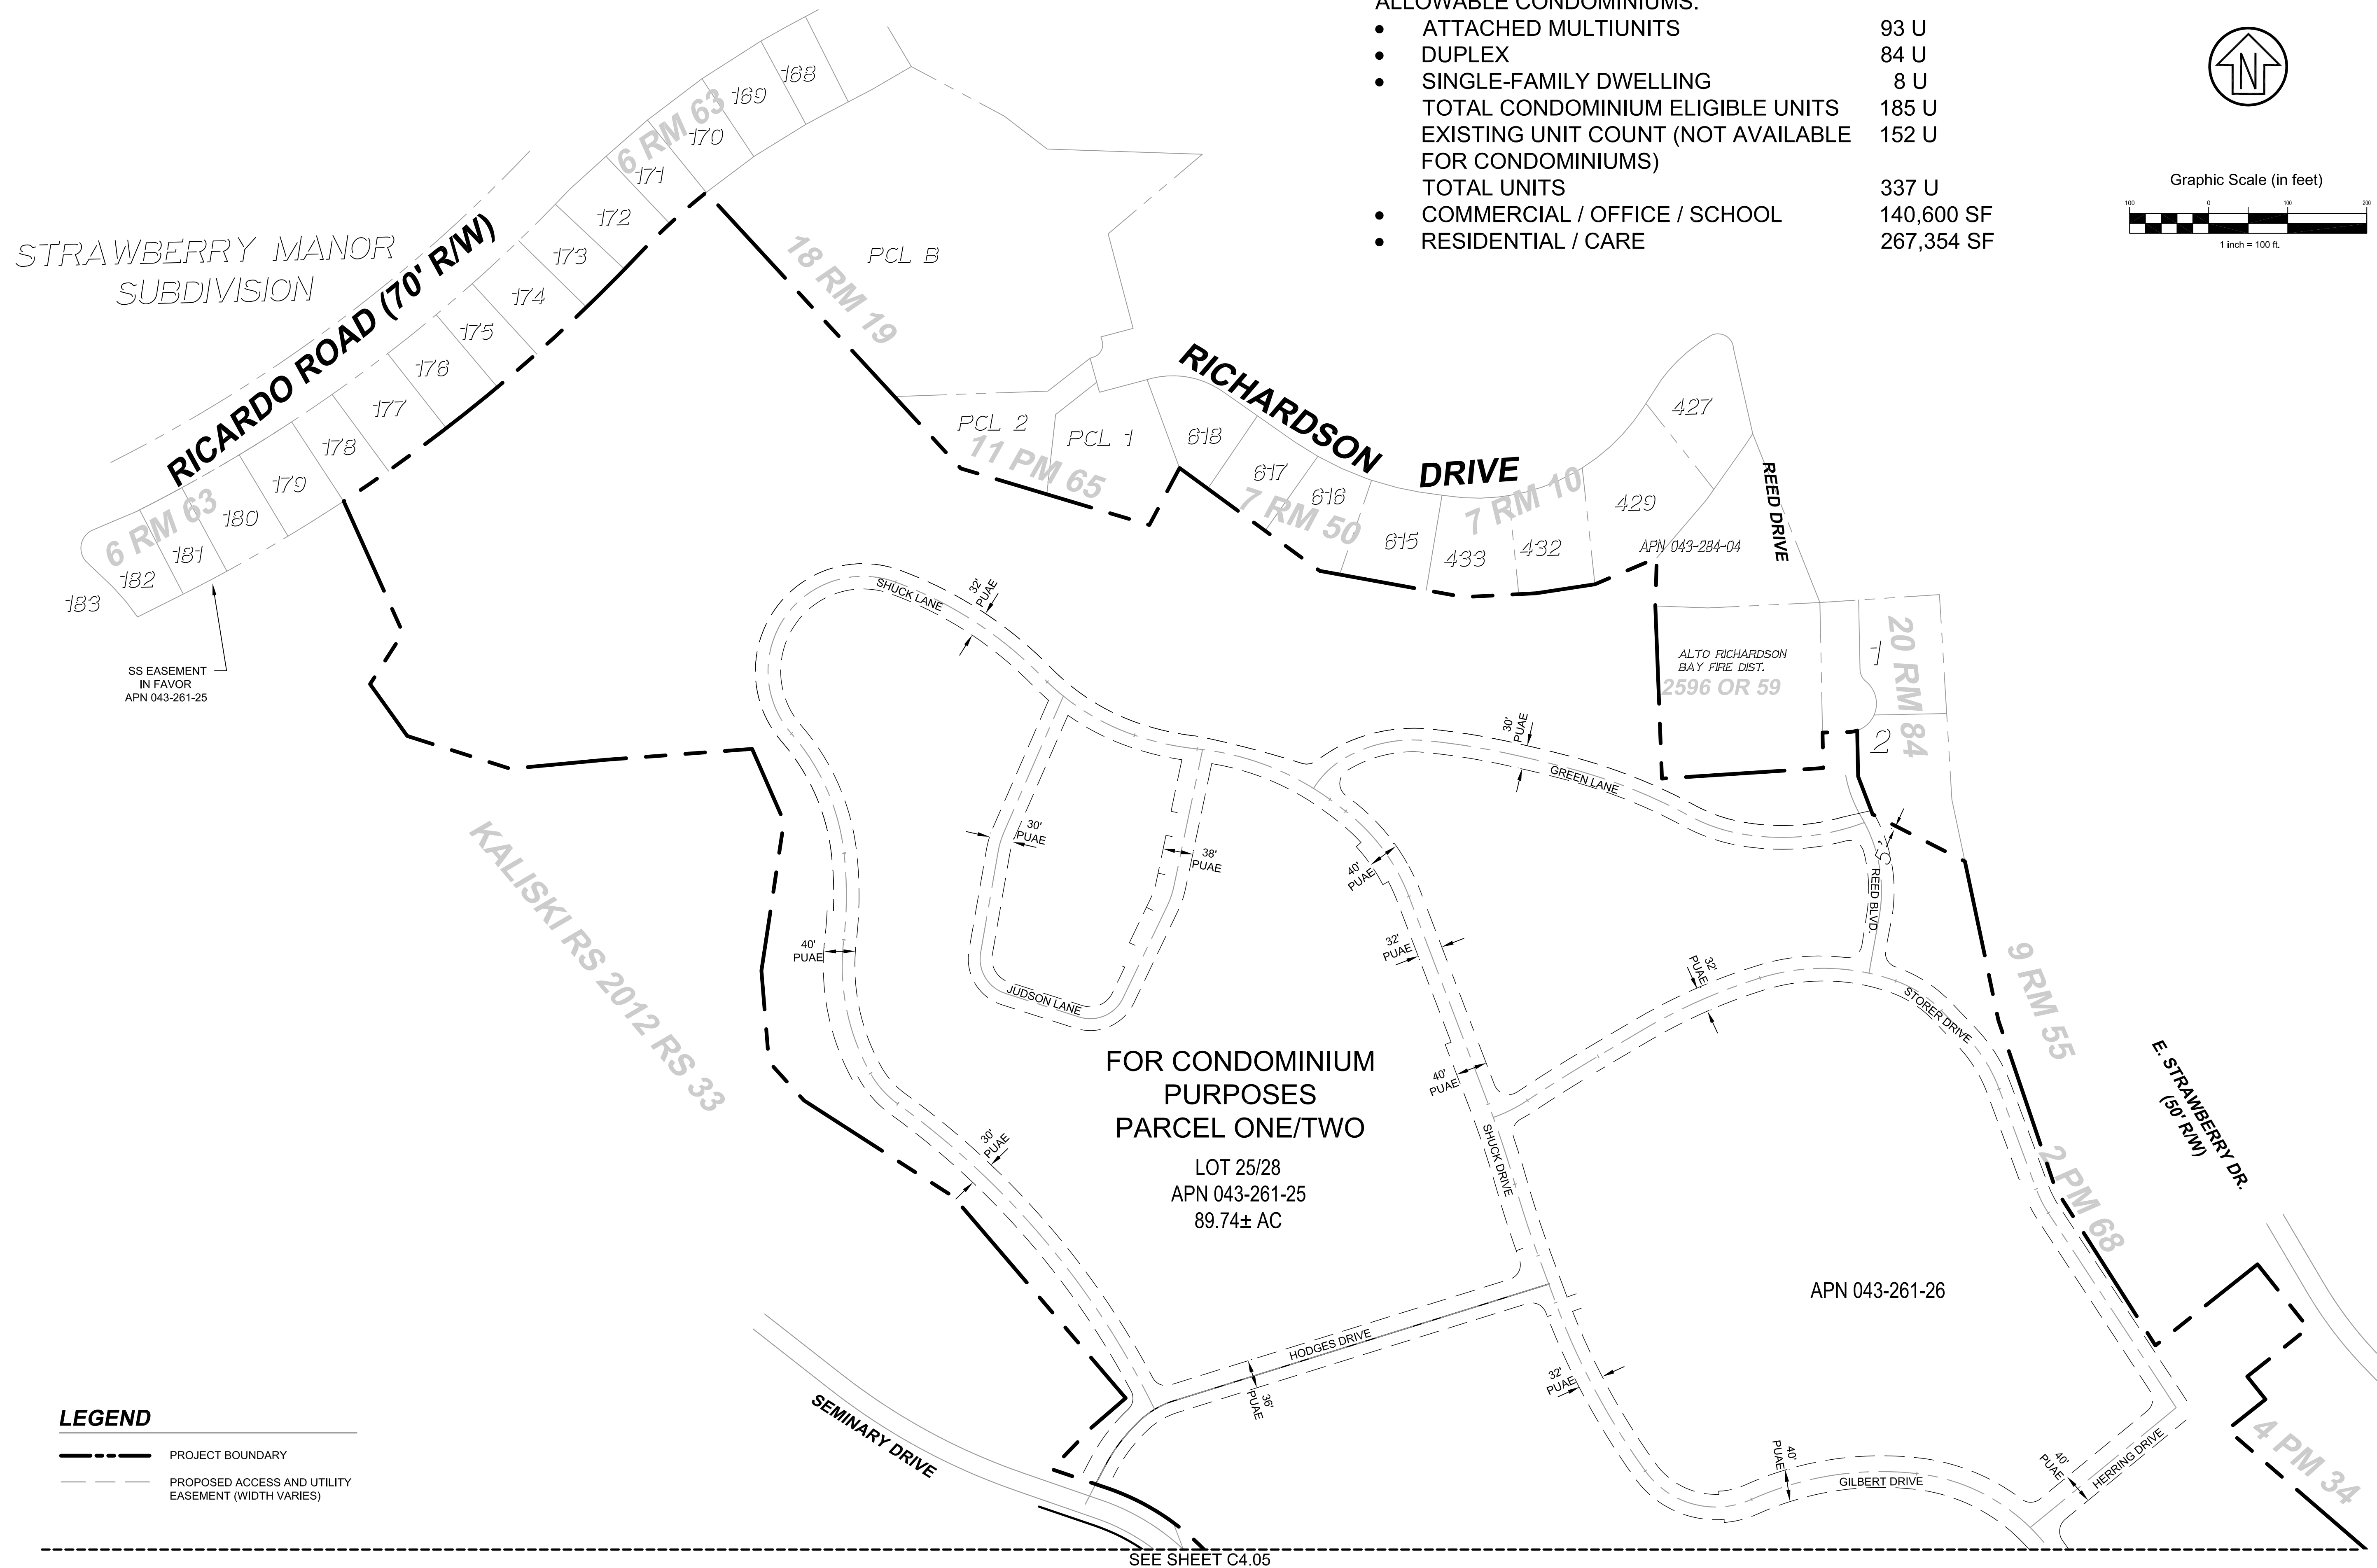 ALLOWABLE CONDOMINIUMS:
• ATTACHED MULTIUNITS 93 U
• DUPLEX 84 U
• SINGLE-FAMILY DWELLING 8 U
TOTAL CONDOMINIUM ELIGIBLE UNITS 185 U
EXISTING UNIT COUNT (NOT AVAILABLE 152 U
FOR CONDOMINIUMS)
TOTAL UNITS 337 U
• COMMERCIAL / OFFICE / SCHOOL 140,600 SF
• RESIDENTIAL / CARE 267,354 SF
N
Graphic Scale (in feet)
100 0 100 200
1 inch = 100 ft.
STRAWBERRY MANOR
SUBDIVISION
RICARDO ROAD (70' R/W)
6 RM 63
168
169
170
171
172
173
174
175
176
177
178
179
180
181
182
183
6 RM 63
SS EASEMENT
IN FAVOR
APN 043-261-25
18 RM 19
PCL B
PCL 2
PCL 1
11 PM 65
RICHARDSON
DRIVE
618
617
616
615
433
432
429
427
7 RM 50
7 RM 10
REED DRIVE
APN 043-284-04
ALTO RICHARDSON
BAY FIRE DIST.
2596 OR 59
1
2
20 RM 84
SHUCK LANE
32'
PUAE
30'
PUAE
GREEN LANE
30'
PUAE
38'
PUAE
40'
PUAE
5'
REED BLVD.
40'
PUAE
32'
PUAE
32'
PUAE
JUDSON LANE
STORER DRIVE
KALISKI RS 2012 RS 33
9 RM 55
E. STRAWBERRY DR.
(50' R/W)
FOR CONDOMINIUM
PURPOSES
PARCEL ONE/TWO
LOT 25/28
APN 043-261-25
89.74± AC
40'
PUAE
30'
PUAE
SHUCK DRIVE
2 PM 68
APN 043-261-26
HODGES DRIVE
36'
PUAE
32'
PUAE
SEMINARY DRIVE
40'
PUAE
GILBERT DRIVE
40'
PUAE
HERRING DRIVE
4 PM 34
LEGEND
PROJECT BOUNDARY
PROPOSED ACCESS AND UTILITY
EASEMENT (WIDTH VARIES)
SEE SHEET C4.05